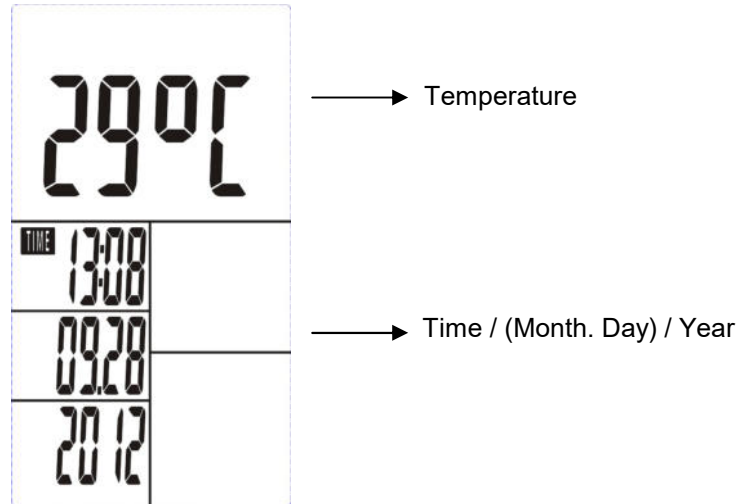 29°C
Temperature
TIME 13:08
09.28
Time / (Month. Day) / Year
2012